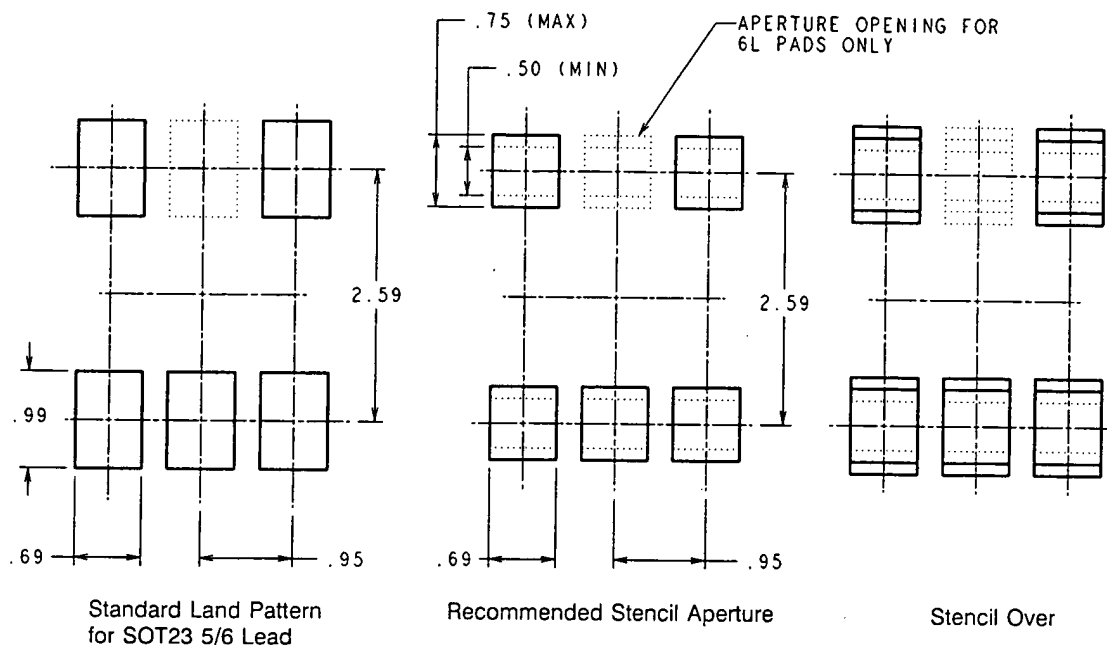 .75 (MAX)
.50 (MIN)
APERTURE OPENING FOR
6L PADS ONLY
2.59
.99
.69
.95
2.59
.69
.95
Standard Land Pattern
for SOT23 5/6 Lead
Recommended Stencil Aperture
Stencil Over